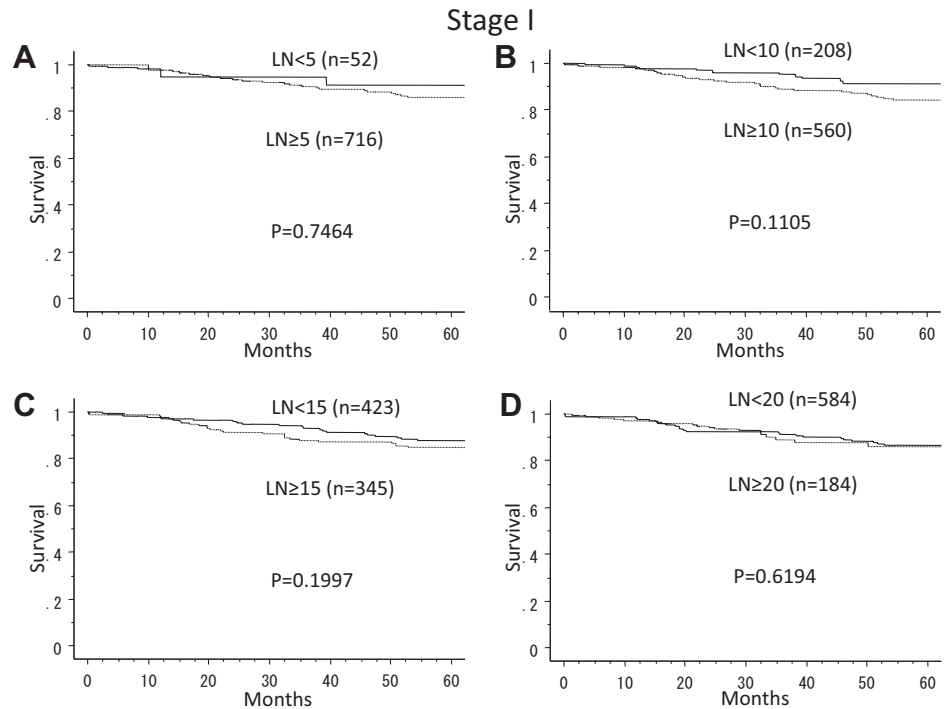 Stage I
A
LN<5 (n=52)
1
. 8
. 6
. 4
. 2
0
Survival
LN≥5 (n=716)
P=0.7464
0 10 20 30 40 50 60
Months
B
LN<10 (n=208)
1
. 8
. 6
. 4
. 2
0
Survival
LN≥10 (n=560)
P=0.1105
0 10 20 30 40 50 60
Months
C
LN<15 (n=423)
1
. 8
. 6
. 4
. 2
0
Survival
LN≥15 (n=345)
P=0.1997
0 10 20 30 40 50 60
Months
D
LN<20 (n=584)
1
. 8
. 6
. 4
. 2
0
Survival
LN≥20 (n=184)
P=0.6194
0 10 20 30 40 50 60
Months